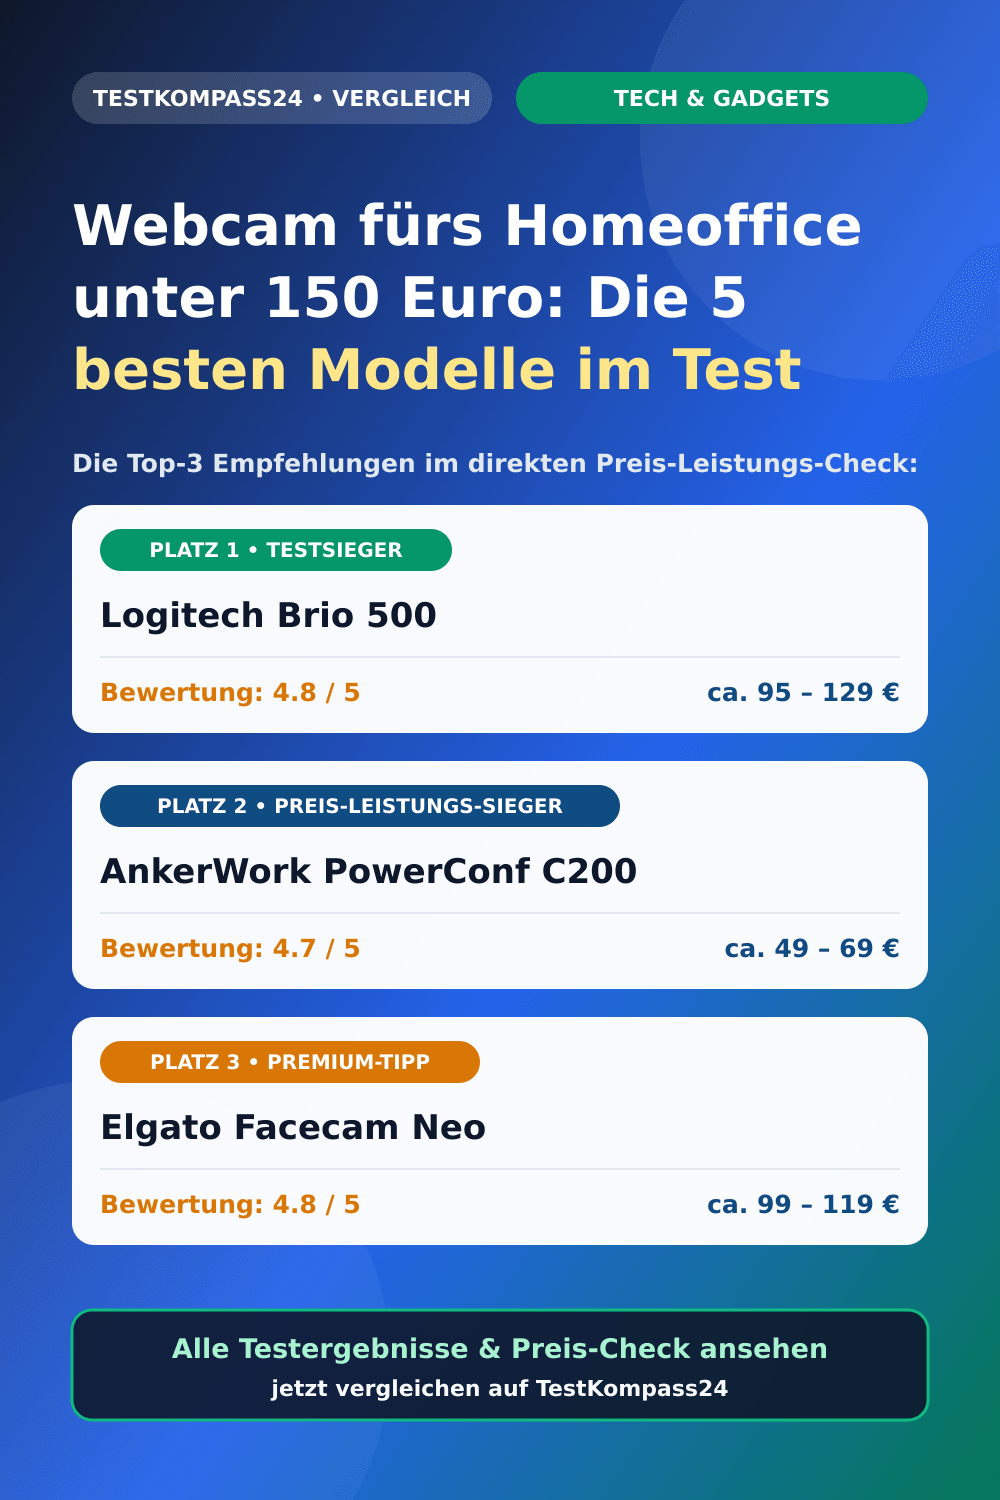 TESTKOMPASS24 • VERGLEICH
TECH & GADGETS
Webcam fürs Homeoffice
unter 150 Euro: Die 5
besten Modelle im Test
Die Top-3 Empfehlungen im direkten Preis-Leistungs-Check:
PLATZ 1 • TESTSIEGER
Logitech Brio 500
Bewertung: 4.8 / 5
ca. 95 – 129 €
PLATZ 2 • PREIS-LEISTUNGS-SIEGER
AnkerWork PowerConf C200
Bewertung: 4.7 / 5
ca. 49 – 69 €
PLATZ 3 • PREMIUM-TIPP
Elgato Facecam Neo
Bewertung: 4.8 / 5
ca. 99 – 119 €
Alle Testergebnisse & Preis-Check ansehen
jetzt vergleichen auf TestKompass24